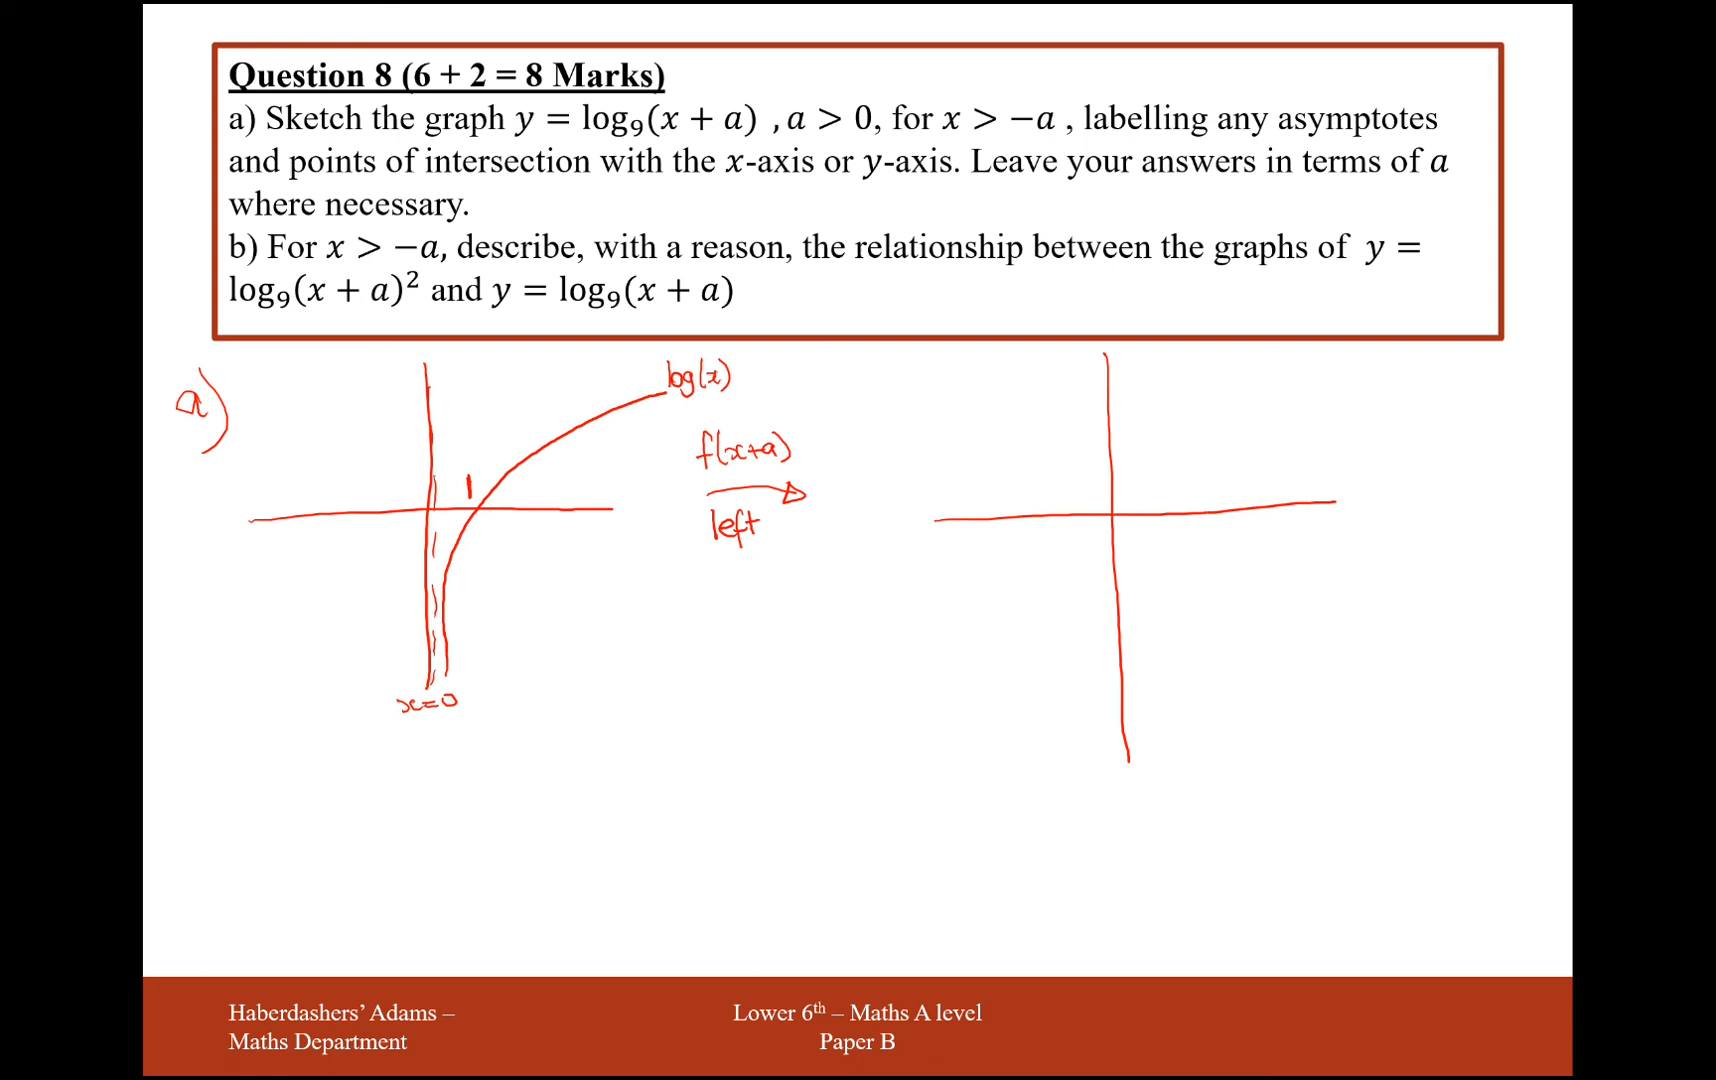 Question 8 (6 + 2 = 8 Marks)
a) Sketch the graph y = log₉(x + a) , a > 0, for x > −a , labelling any asymptotes
and points of intersection with the x-axis or y-axis. Leave your answers in terms of a
where necessary.
b) For x > −a, describe, with a reason, the relationship between the graphs of y =
log₉(x + a)² and y = log₉(x + a)
a)
log(x)
f(x+a)
1
left
x=0
Haberdashers’ Adams –
Maths Department
Lower 6ᵗʰ – Maths A level
Paper B